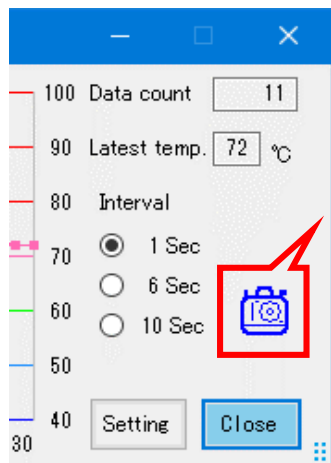 100 Data count 11
90 Latest temp. 72 ℃
80 Interval
70 1 Sec
6 Sec
60 10 Sec
50
40 Setting Close
30